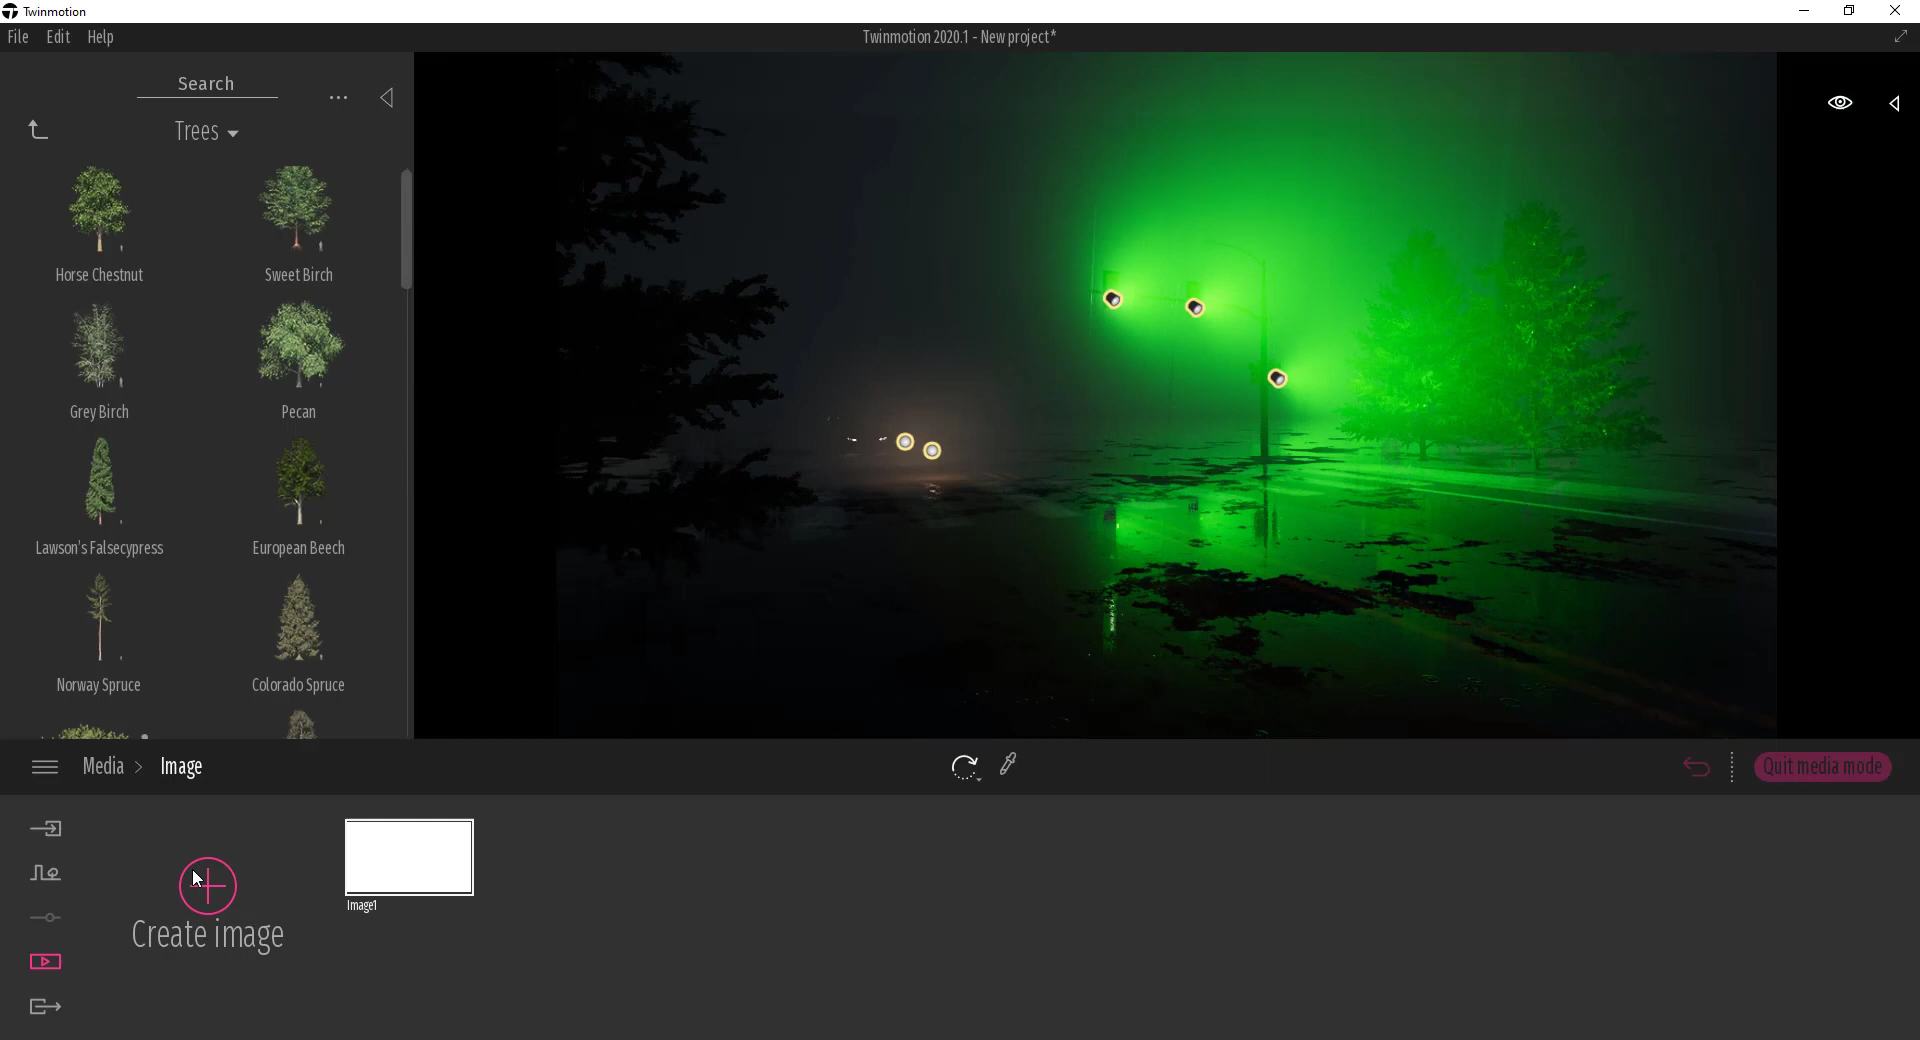 Twinmotion
File Edit Help
Twinmotion 2020.1 - New project*
Search
Trees
Horse Chestnut
Sweet Birch
Grey Birch
Pecan
Lawson's Falsecypress
European Beech
Norway Spruce
Colorado Spruce
Media > Image
Quit media mode
Create image
Image1